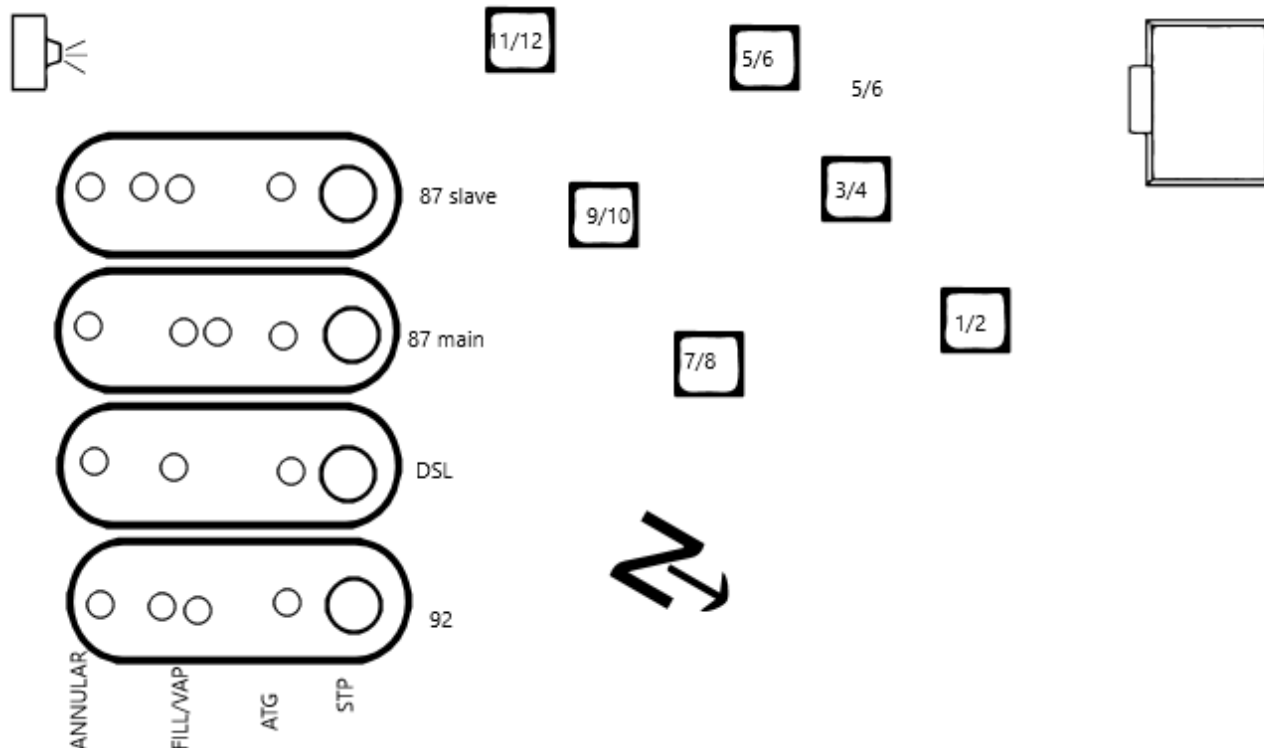 11/12
5/6
5/6
87 slave
3/4
9/10
87 main
1/2
7/8
DSL
N
92
ANNULAR
FILL/VAP
ATG
STP